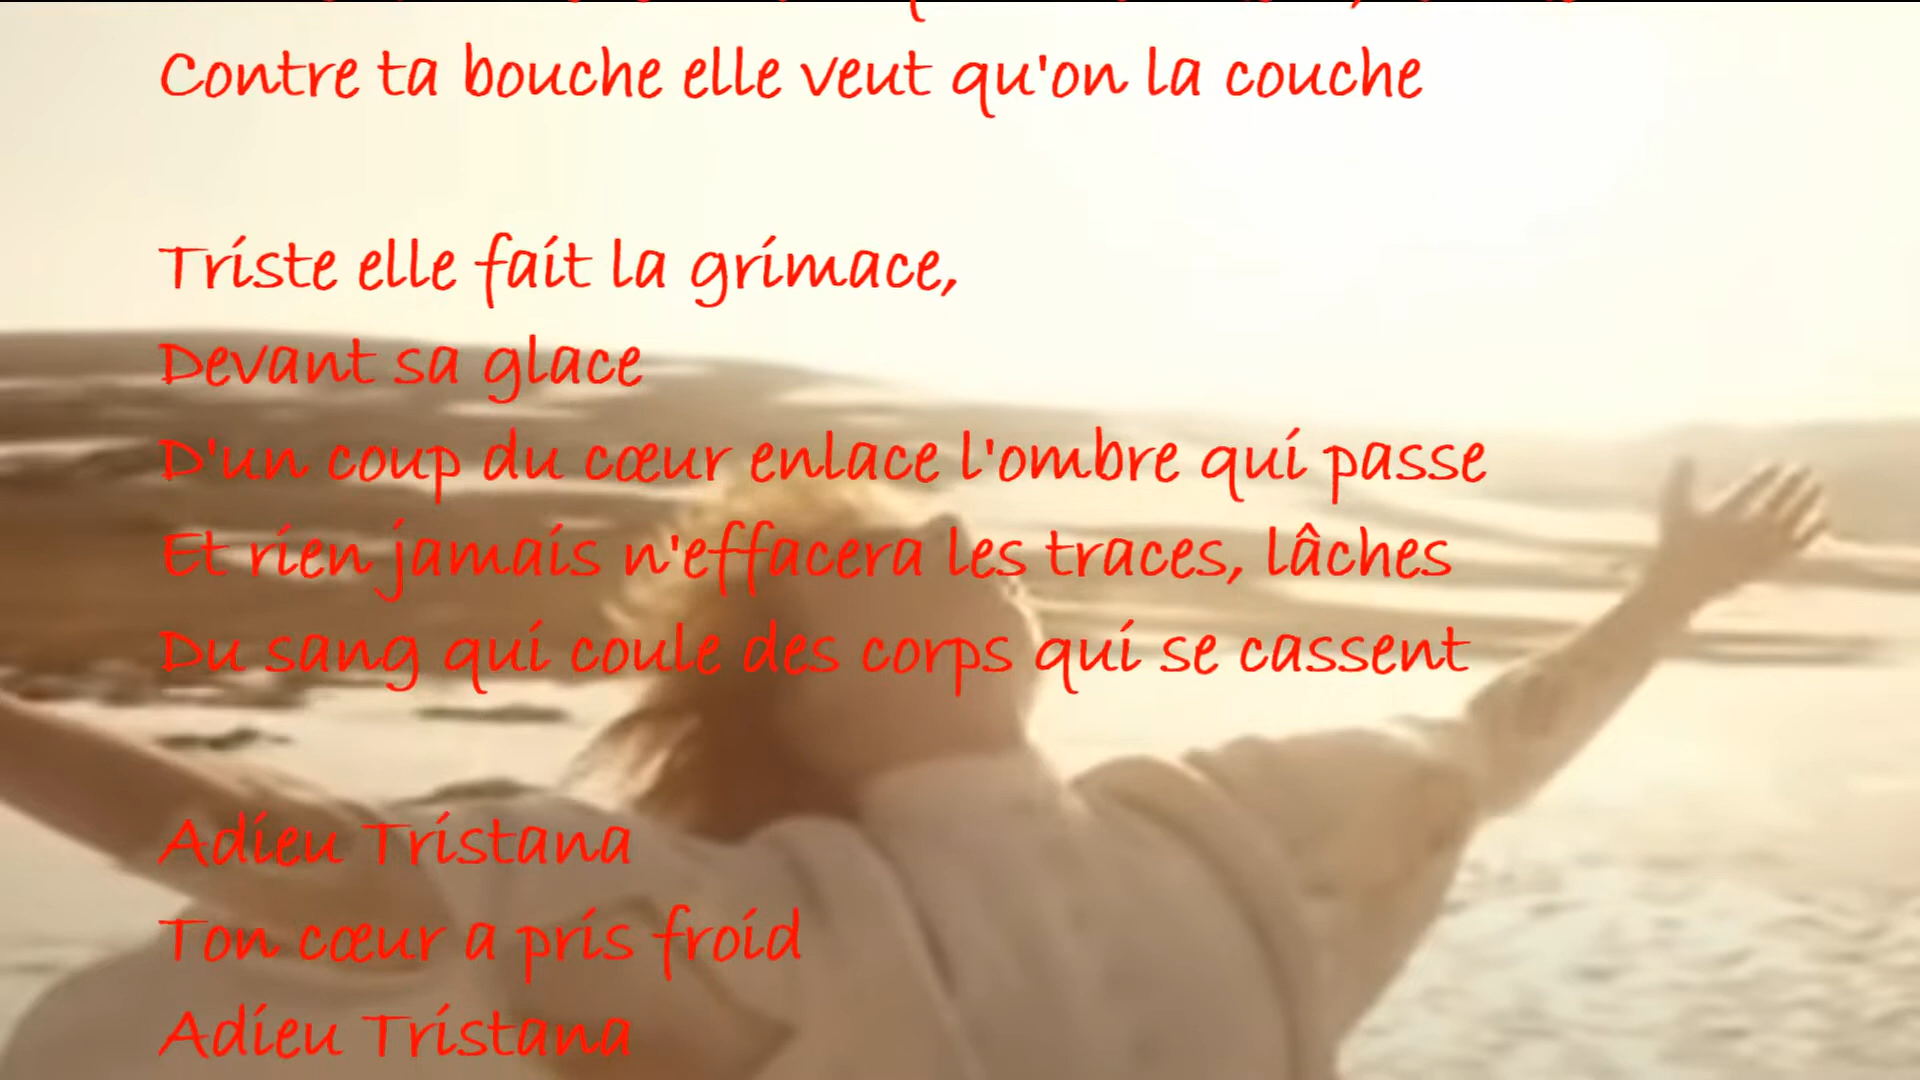 Contre ta bouche elle veut qu'on la couche
Triste elle fait la grimace,
Devant sa glace
D'un coup du cœur enlace l'ombre qui passe
Et rien jamais n'effacera les traces, lâches
Du sang qui coule des corps qui se cassent
Adieu Tristana
Ton cœur a pris froid
Adieu Tristana